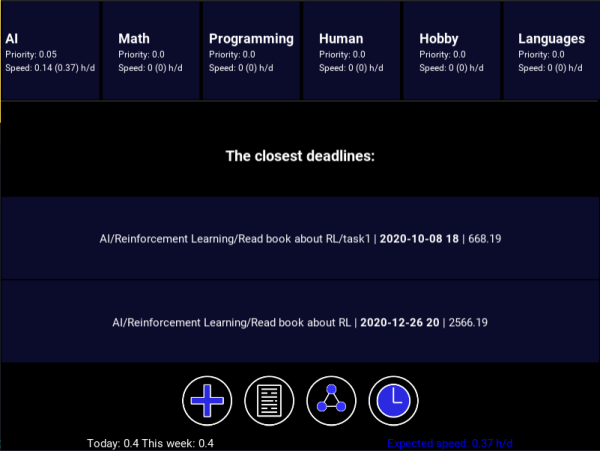 AI Math Programming Human Hobby Languages
Priority: 0.05 Priority: 0.0 Priority: 0.0 Priority: 0.0 Priority: 0.0 Priority: 0.0
Speed: 0.14 (0.37) h/d Speed: 0 (0) h/d Speed: 0 (0) h/d Speed: 0 (0) h/d Speed: 0 (0) h/d Speed: 0 (0) h/d
The closest deadlines:
AI/Reinforcement Learning/Read book about RL/task1 | 2020-10-08 18 | 668.19
AI/Reinforcement Learning/Read book about RL | 2020-12-26 20 | 2566.19
Today: 0.4 This week: 0.4 Expected speed: 0.37 h/d